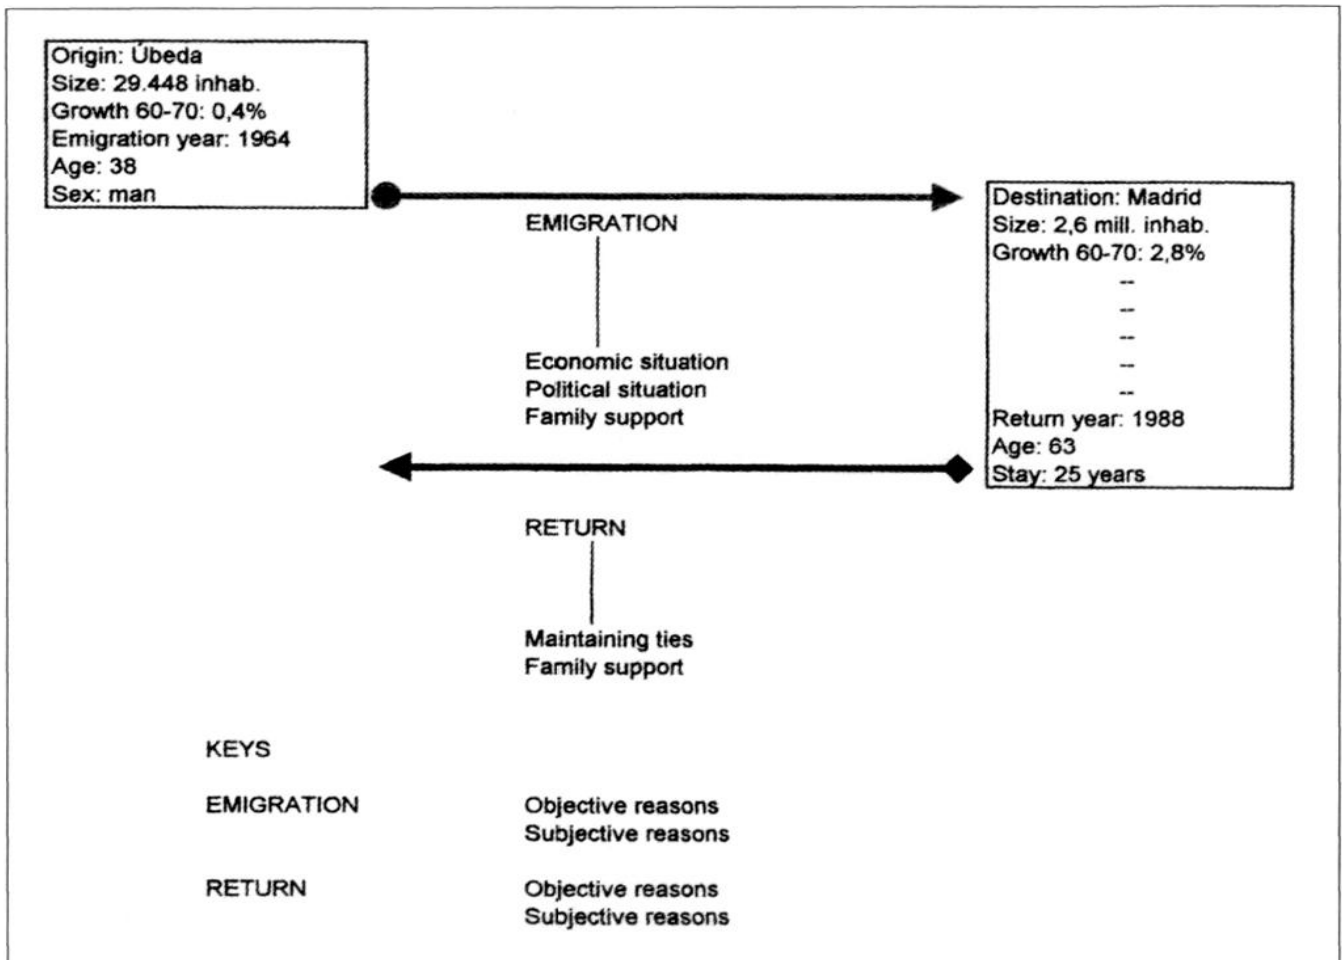 Origin: Úbeda
Size: 29.448 inhab.
Growth 60-70: 0,4%
Emigration year: 1964
Age: 38
Sex: man
Destination: Madrid
Size: 2,6 mill. inhab.
Growth 60-70: 2,8%
--
--
--
--
--
Return year: 1988
Age: 63
Stay: 25 years
EMIGRATION
Economic situation
Political situation
Family support
RETURN
Maintaining ties
Family support
KEYS
EMIGRATION
Objective reasons
Subjective reasons
RETURN
Objective reasons
Subjective reasons